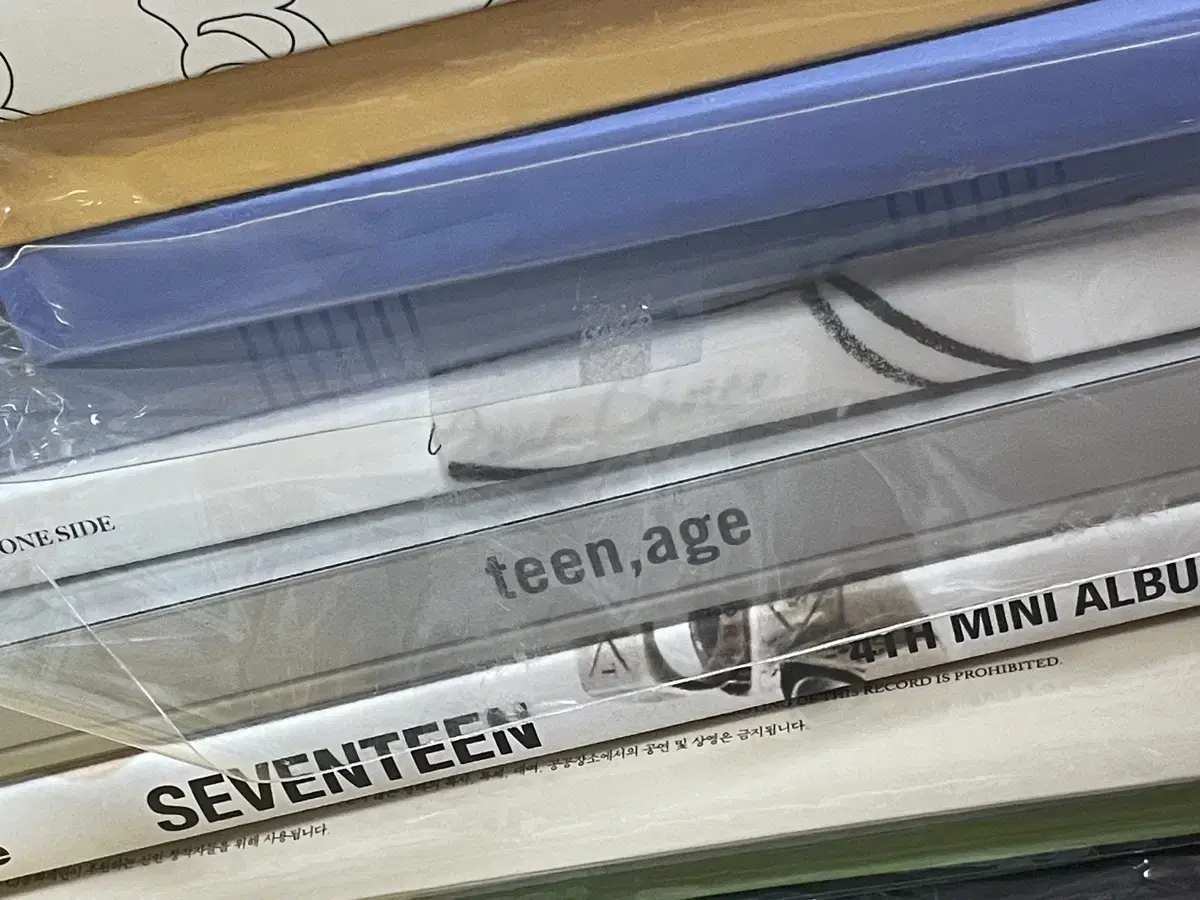 ONE SIDE
teen,age
SEVENTEEN
4TH MINI ALBU
OF THIS RECORD IS PROHIBITED.
공공장소에서의 공연 및 상영은 금지됩니다.
위해 사용됩니다.
e